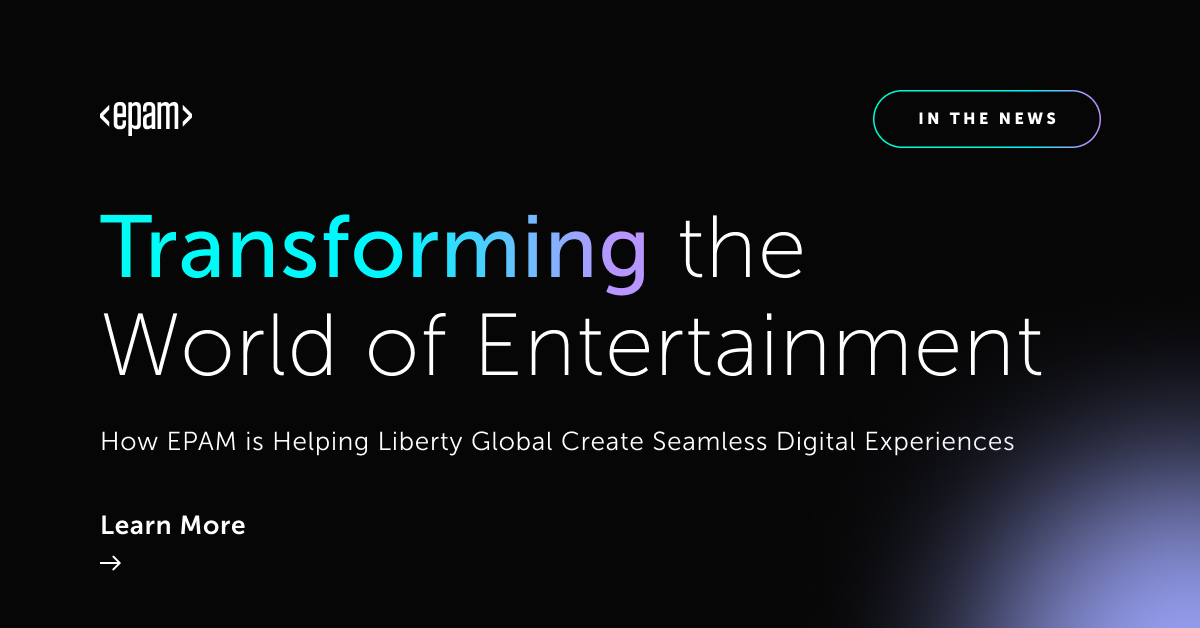 <epam>
IN THE NEWS
Transforming the
World of Entertainment
How EPAM is Helping Liberty Global Create Seamless Digital Experiences
Learn More
→